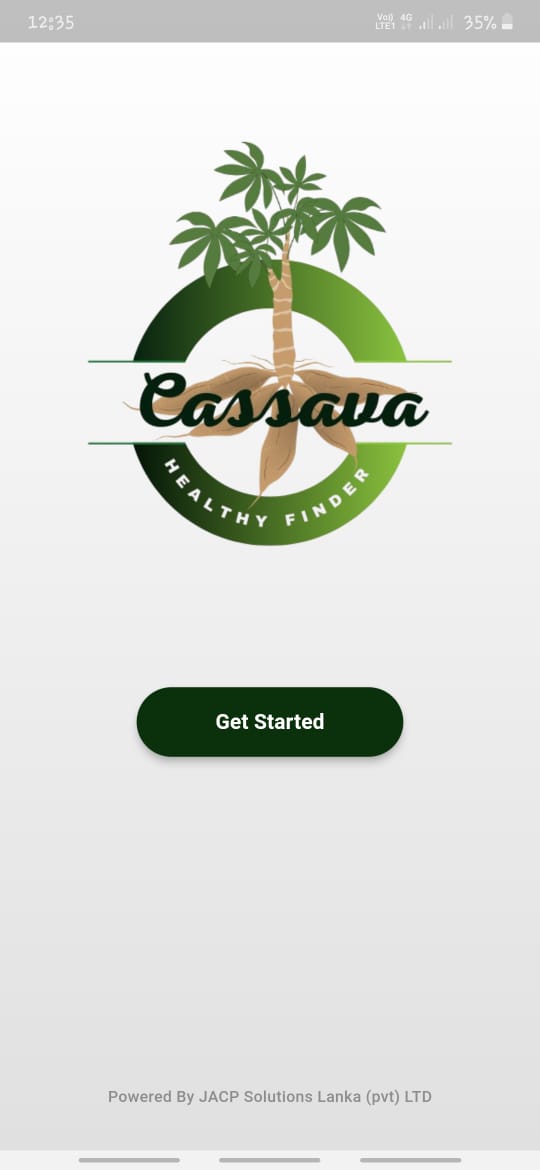 12:35
Vo) 4G
LTE1
35%
Cassava
HEALTHY FINDER
Get Started
Powered By JACP Solutions Lanka (pvt) LTD